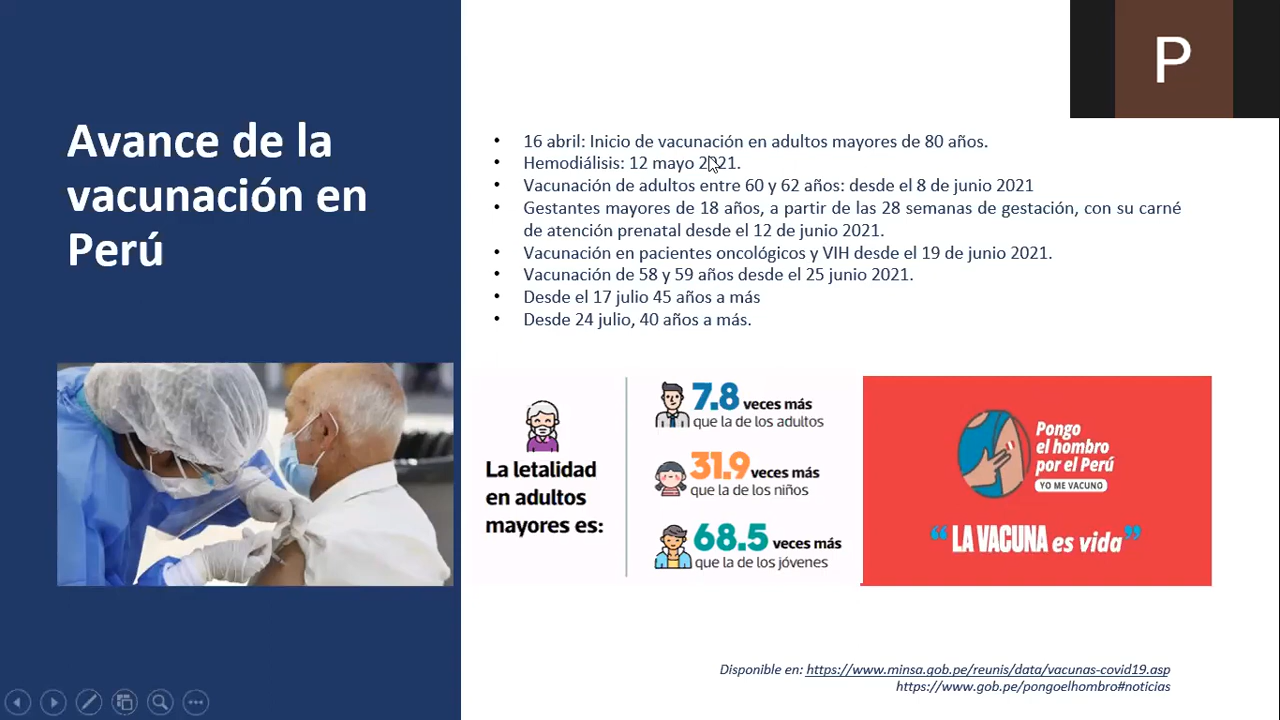 P
Avance de la
vacunación en
Perú
• 16 abril: Inicio de vacunación en adultos mayores de 80 años.
• Hemodiálisis: 12 mayo 2021.
• Vacunación de adultos entre 60 y 62 años: desde el 8 de junio 2021
• Gestantes mayores de 18 años, a partir de las 28 semanas de gestación, con su carné
de atención prenatal desde el 12 de junio 2021.
• Vacunación en pacientes oncológicos y VIH desde el 19 de junio 2021.
• Vacunación de 58 y 59 años desde el 25 junio 2021.
• Desde el 17 julio 45 años a más
• Desde 24 julio, 40 años a más.
La letalidad
en adultos
mayores es:
7.8 veces más
que la de los adultos
31.9 veces más
que la de los niños
68.5 veces más
que la de los jóvenes
Pongo
el hombro
por el Perú
YO ME VACUNO
“LA VACUNA es vida”
Disponible en: https://www.minsa.gob.pe/reunis/data/vacunas-covid19.asp
https://www.gob.pe/pongoelhombro#noticias